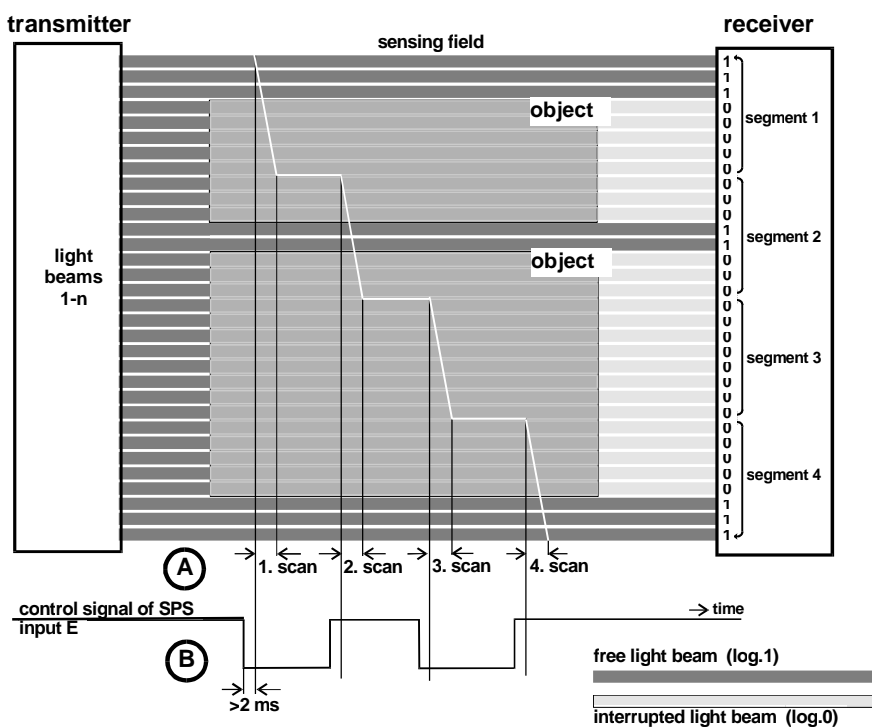 transmitter
receiver
sensing field
light
beams
1-n
object
object
1
1
1
0
0
0
0
0
segment 1
0
0
0
1
1
0
0
0
segment 2
0
0
0
0
0
0
0
0
segment 3
0
0
0
0
0
1
1
1
segment 4
A
1. scan
2. scan
3. scan
4. scan
control signal of SPS
input E
time
B
>2 ms
free light beam (log.1)
interrupted light beam (log.0)